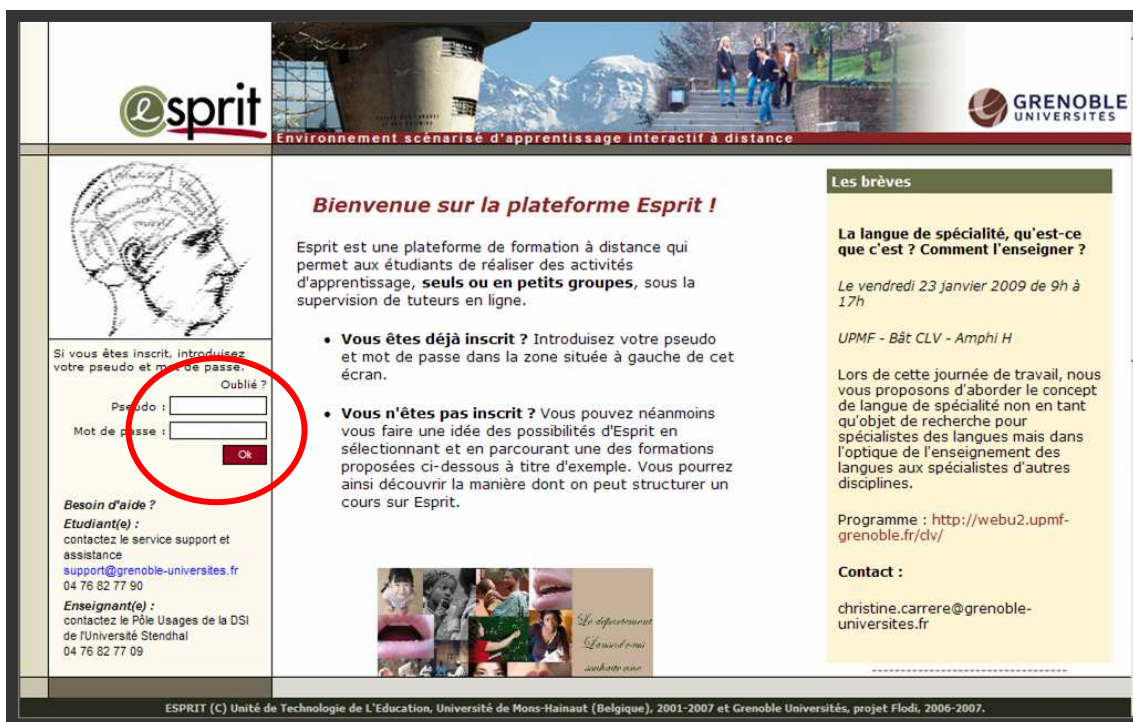 esprit
GRENOBLE
UNIVERSITÉS
Environnement scénarisé d'apprentissage interactif à distance
Si vous êtes inscrit, introduisez
votre pseudo et mot de passe.
Oublié ?
Pseudo :
Mot de passe :
Ok
Besoin d'aide ?
Etudiant(e) :
contactez le service support et
assistance
support@grenoble-universites.fr
04 76 82 77 90
Enseignant(e) :
contactez le Pôle Usages de la DSI
de l'Université Stendhal
04 76 82 77 09
Bienvenue sur la plateforme Esprit !
Esprit est une plateforme de formation à distance qui
permet aux étudiants de réaliser des activités
d'apprentissage, seuls ou en petits groupes, sous la
supervision de tuteurs en ligne.
• Vous êtes déjà inscrit ? Introduisez votre pseudo
et mot de passe dans la zone située à gauche de cet
écran.
• Vous n'êtes pas inscrit ? Vous pouvez néanmoins
vous faire une idée des possibilités d'Esprit en
sélectionnant et en parcourant une des formations
proposées ci-dessous à titre d'exemple. Vous pourrez
ainsi découvrir la manière dont on peut structurer un
cours sur Esprit.
Le département
Lansad vous
souhaite une
Les brèves
La langue de spécialité, qu'est-ce
que c'est ? Comment l'enseigner ?
Le vendredi 23 janvier 2009 de 9h à
17h
UPMF - Bât CLV - Amphi H
Lors de cette journée de travail, nous
vous proposons d'aborder le concept
de langue de spécialité non en tant
qu'objet de recherche pour
spécialistes des langues mais dans
l'optique de l'enseignement des
langues aux spécialistes d'autres
disciplines.
Programme : http://webu2.upmf-
grenoble.fr/clv/
Contact :
christine.carrere@grenoble-
universites.fr
ESPRIT (C) Unité de Technologie de L'Education, Université de Mons-Hainaut (Belgique), 2001-2007 et Grenoble Universités, projet Flodi, 2006-2007.